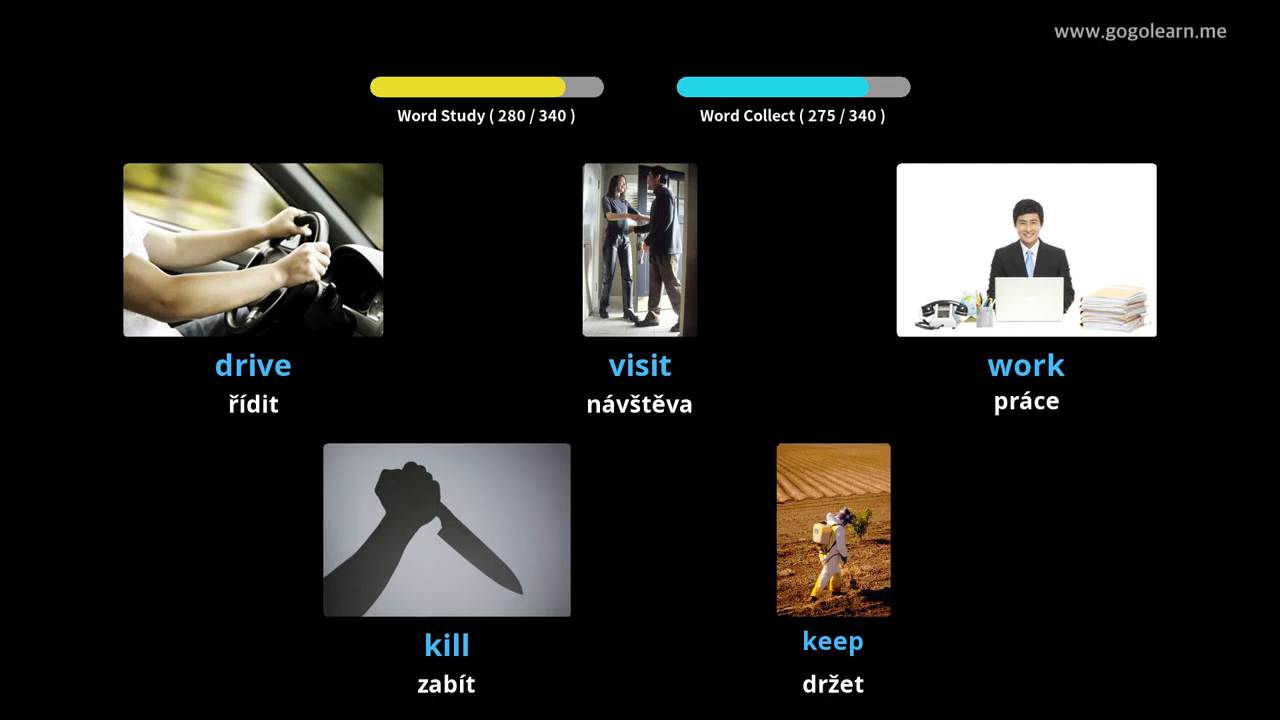 www.gogolearn.me
Word Study ( 280 / 340 )
Word Collect ( 275 / 340 )
drive
řídit
visit
návštěva
work
práce
kill
zabít
keep
držet